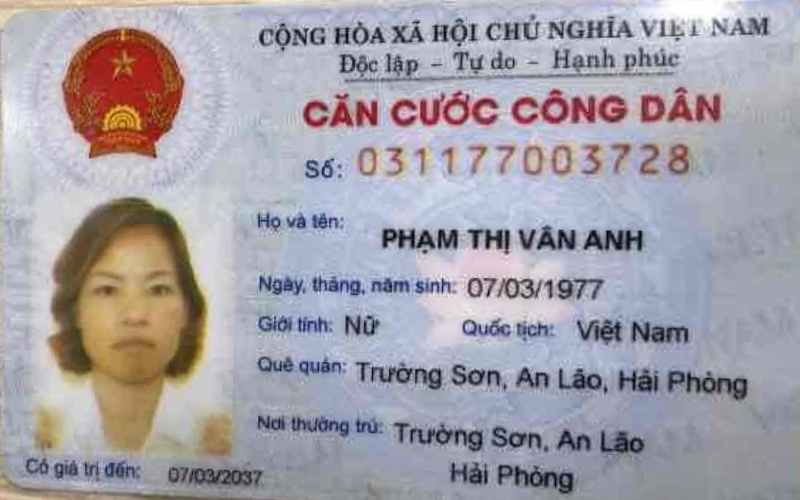 CỘNG HÒA XÃ HỘI CHỦ NGHĨA VIỆT NAM
Độc lập - Tự do - Hạnh phúc
CĂN CƯỚC CÔNG DÂN
Số: 031177003728
Họ và tên:
PHẠM THỊ VÂN ANH
Ngày, tháng, năm sinh: 07/03/1977
Giới tính: Nữ Quốc tịch: Việt Nam
Quê quán: Trường Sơn, An Lão, Hải Phòng
Nơi thường trú: Trường Sơn, An Lão
Hải Phòng
Có giá trị đến: 07/03/2037